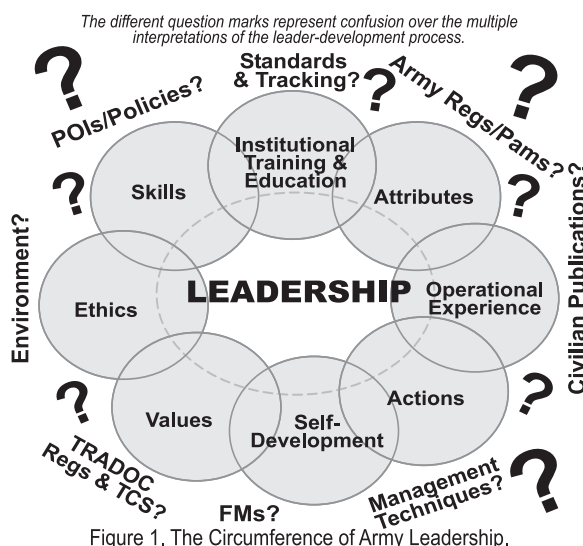 The different question marks represent confusion over the multiple
interpretations of the leader-development process.
?
POIs/Policies?
Standards
& Tracking?
?
Army Regs/Pams?
?
Institutional
Training &
Education
Skills
Attributes
?
?
Environment?
Civilian Publications?
LEADERSHIP
Ethics
Operational
Experience
Values
Self-
Development
Actions
?
?
TRADOC
Regs & TCS?
FMs?
Management
Techniques?
?
Figure 1. The Circumference of Army Leadership.